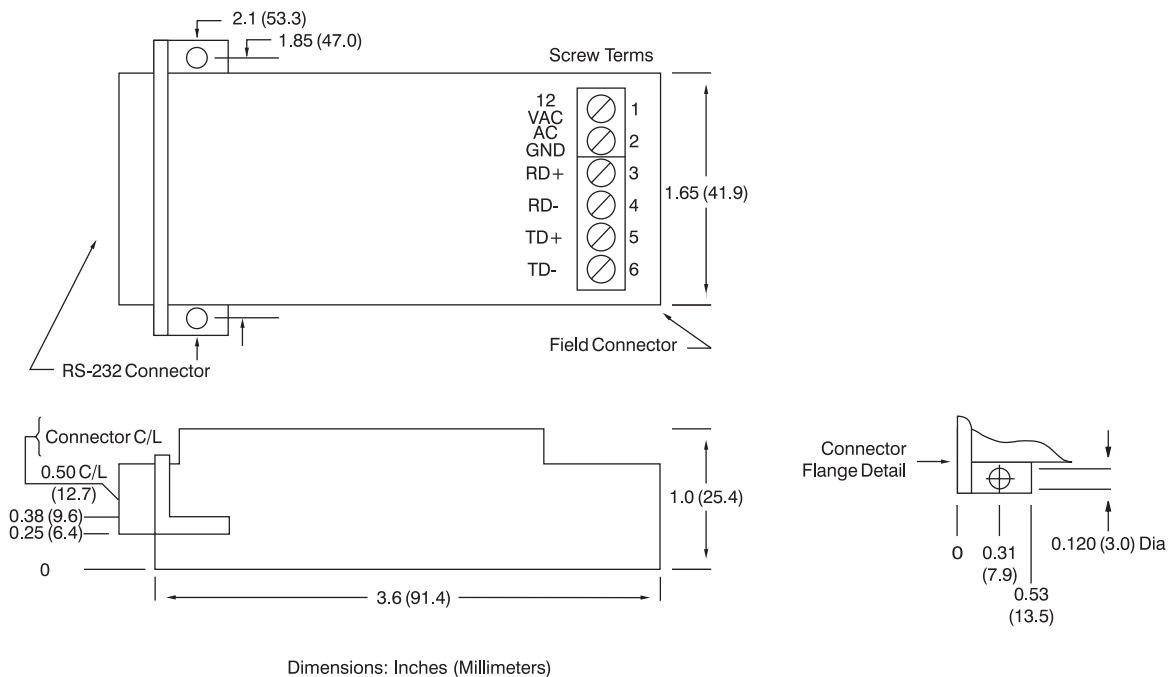 2.1 (53.3)
1.85 (47.0)
Screw Terms
12
VAC
1
AC
GND
2
RD+
3
RD-
4
TD+
5
TD-
6
1.65 (41.9)
Field Connector
RS-232 Connector
Connector C/L
0.50 C/L
(12.7)
0.38 (9.6)
0.25 (6.4)
0
1.0 (25.4)
3.6 (91.4)
Connector
Flange Detail
0
0.31
(7.9)
0.53
(13.5)
0.120 (3.0) Dia
Dimensions: Inches (Millimeters)